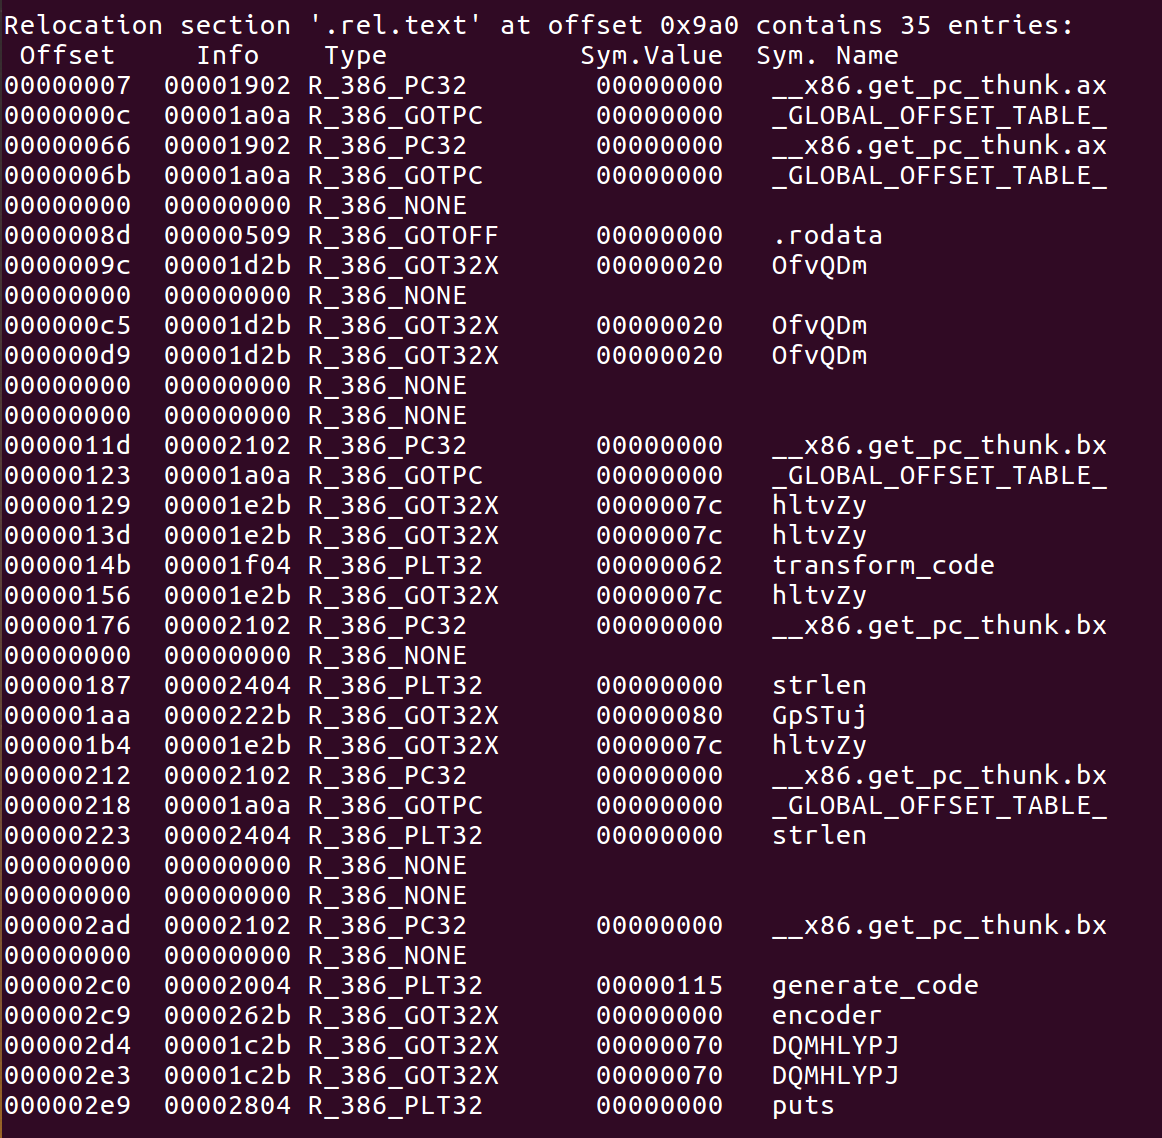 Relocation section '.rel.text' at offset 0x9a0 contains 35 entries:
 Offset     Info    Type            Sym.Value  Sym. Name
00000007  00001902 R_386_PC32        00000000   __x86.get_pc_thunk.ax
0000000c  00001a0a R_386_GOTPC       00000000   _GLOBAL_OFFSET_TABLE_
00000066  00001902 R_386_PC32        00000000   __x86.get_pc_thunk.ax
0000006b  00001a0a R_386_GOTPC       00000000   _GLOBAL_OFFSET_TABLE_
00000000  00000000 R_386_NONE
0000008d  00000509 R_386_GOTOFF      00000000   .rodata
0000009c  00001d2b R_386_GOT32X      00000020   OfvQDm
00000000  00000000 R_386_NONE
000000c5  00001d2b R_386_GOT32X      00000020   OfvQDm
000000d9  00001d2b R_386_GOT32X      00000020   OfvQDm
00000000  00000000 R_386_NONE
00000000  00000000 R_386_NONE
0000011d  00002102 R_386_PC32        00000000   __x86.get_pc_thunk.bx
00000123  00001a0a R_386_GOTPC       00000000   _GLOBAL_OFFSET_TABLE_
00000129  00001e2b R_386_GOT32X      0000007c   hltvZy
0000013d  00001e2b R_386_GOT32X      0000007c   hltvZy
0000014b  00001f04 R_386_PLT32       00000062   transform_code
00000156  00001e2b R_386_GOT32X      0000007c   hltvZy
00000176  00002102 R_386_PC32        00000000   __x86.get_pc_thunk.bx
00000000  00000000 R_386_NONE
00000187  00002404 R_386_PLT32       00000000   strlen
000001aa  0000222b R_386_GOT32X      00000080   GpSTuj
000001b4  00001e2b R_386_GOT32X      0000007c   hltvZy
00000212  00002102 R_386_PC32        00000000   __x86.get_pc_thunk.bx
00000218  00001a0a R_386_GOTPC       00000000   _GLOBAL_OFFSET_TABLE_
00000223  00002404 R_386_PLT32       00000000   strlen
00000000  00000000 R_386_NONE
00000000  00000000 R_386_NONE
000002ad  00002102 R_386_PC32        00000000   __x86.get_pc_thunk.bx
00000000  00000000 R_386_NONE
000002c0  00002004 R_386_PLT32       00000115   generate_code
000002c9  0000262b R_386_GOT32X      00000000   encoder
000002d4  00001c2b R_386_GOT32X      00000070   DQMHLYPJ
000002e3  00001c2b R_386_GOT32X      00000070   DQMHLYPJ
000002e9  00002804 R_386_PLT32       00000000   puts